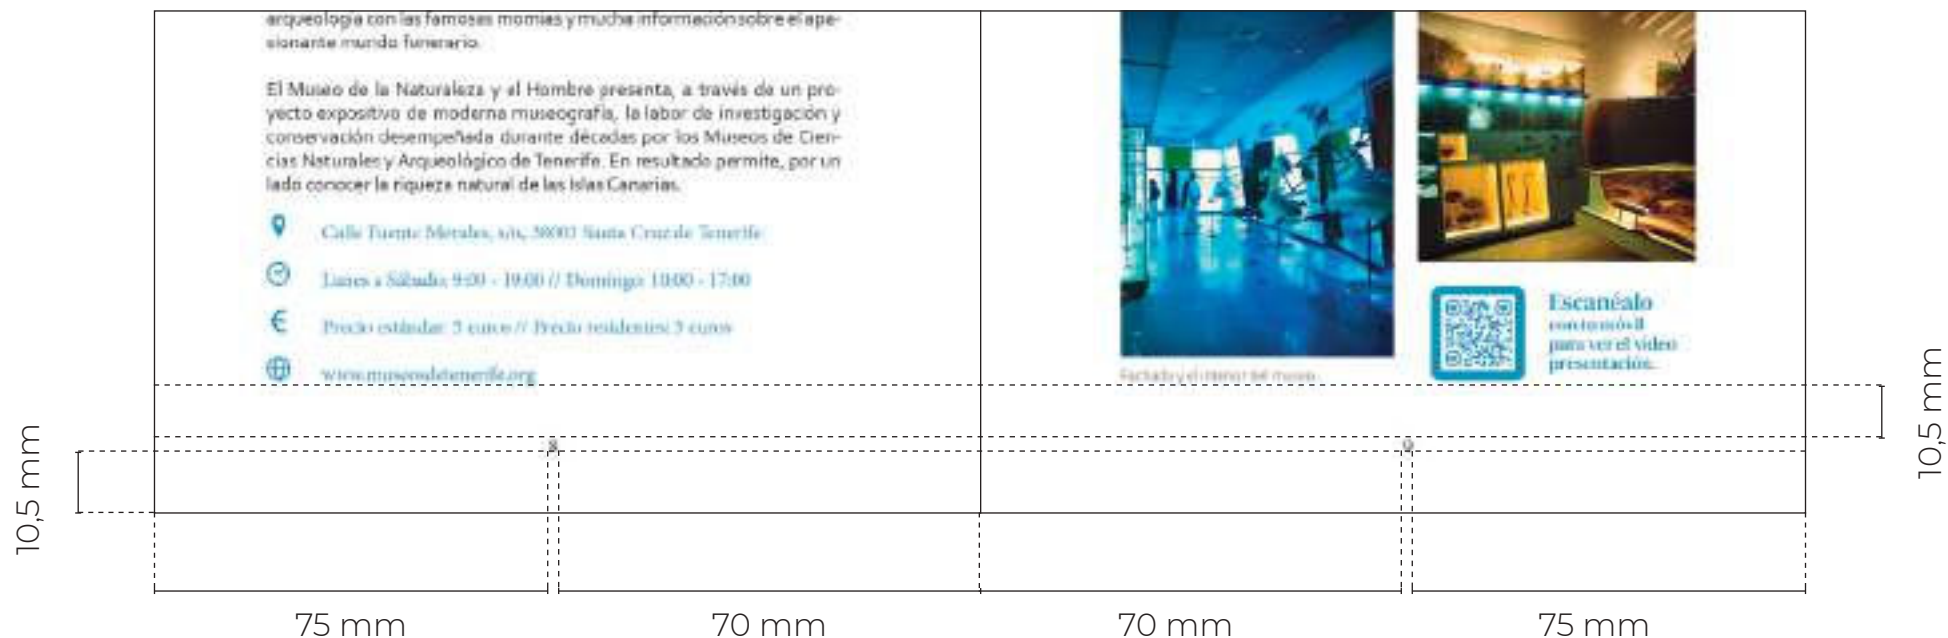 arqueología con las famosas momias y mucha información sobre el apa-
sionante mundo funerario.
El Museo de la Naturaleza y el Hombre presenta, a través de un pro-
yecto expositivo de moderna museografía, la labor de investigación y
conservación desempeñada durante décadas por los Museos de Cien-
cias Naturales y Arqueológico de Tenerife. En resultado permite, por un
lado conocer la riqueza natural de las Islas Canarias.
Calle Fuente Morales, s/n, 38003 Santa Cruz de Tenerife
Lunes a Sábado: 9:00 - 19:00 // Domingo: 10:00 - 17:00
Precio estándar: 5 euros // Precio residentes: 3 euros
www.museosdetenerife.org
Fachada y el interior del museo.
Escanéalo
con tu móvil
para ver el video
presentación.
8
9
10,5 mm
10,5 mm
75 mm
70 mm
70 mm
75 mm